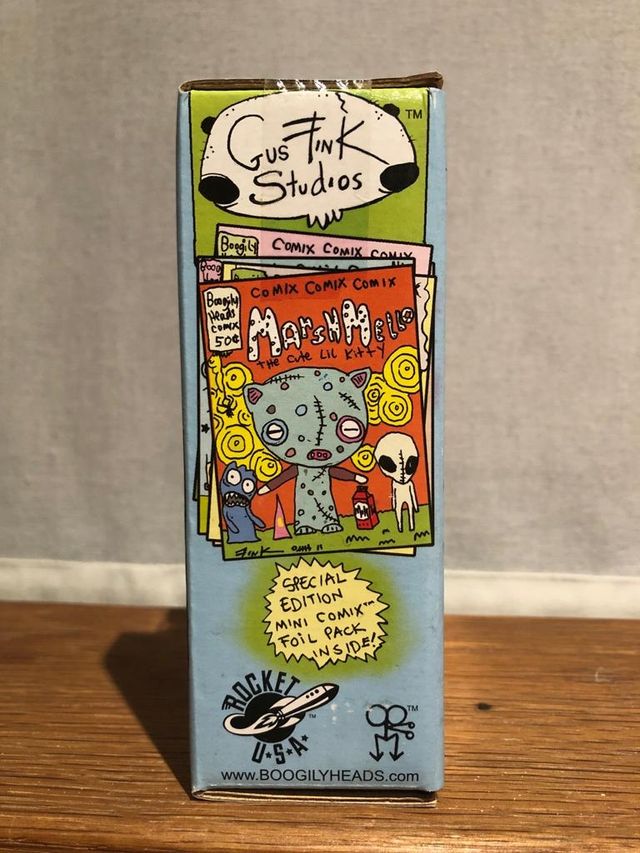 Gus Fink
Studios
TM
Boogily
COMIX COMIX COMIX
Boogily
Heads
comix
50¢
COMIX COMIX COMIX
MARSHMELLO
THE Cute LiL Kitty
FINK
SPECIAL
EDITION
MINI COMIX™
FOIL PACK
INSIDE!
ROCKET
TM
U★S★A★
TM
www.BOOGILYHEADS.com